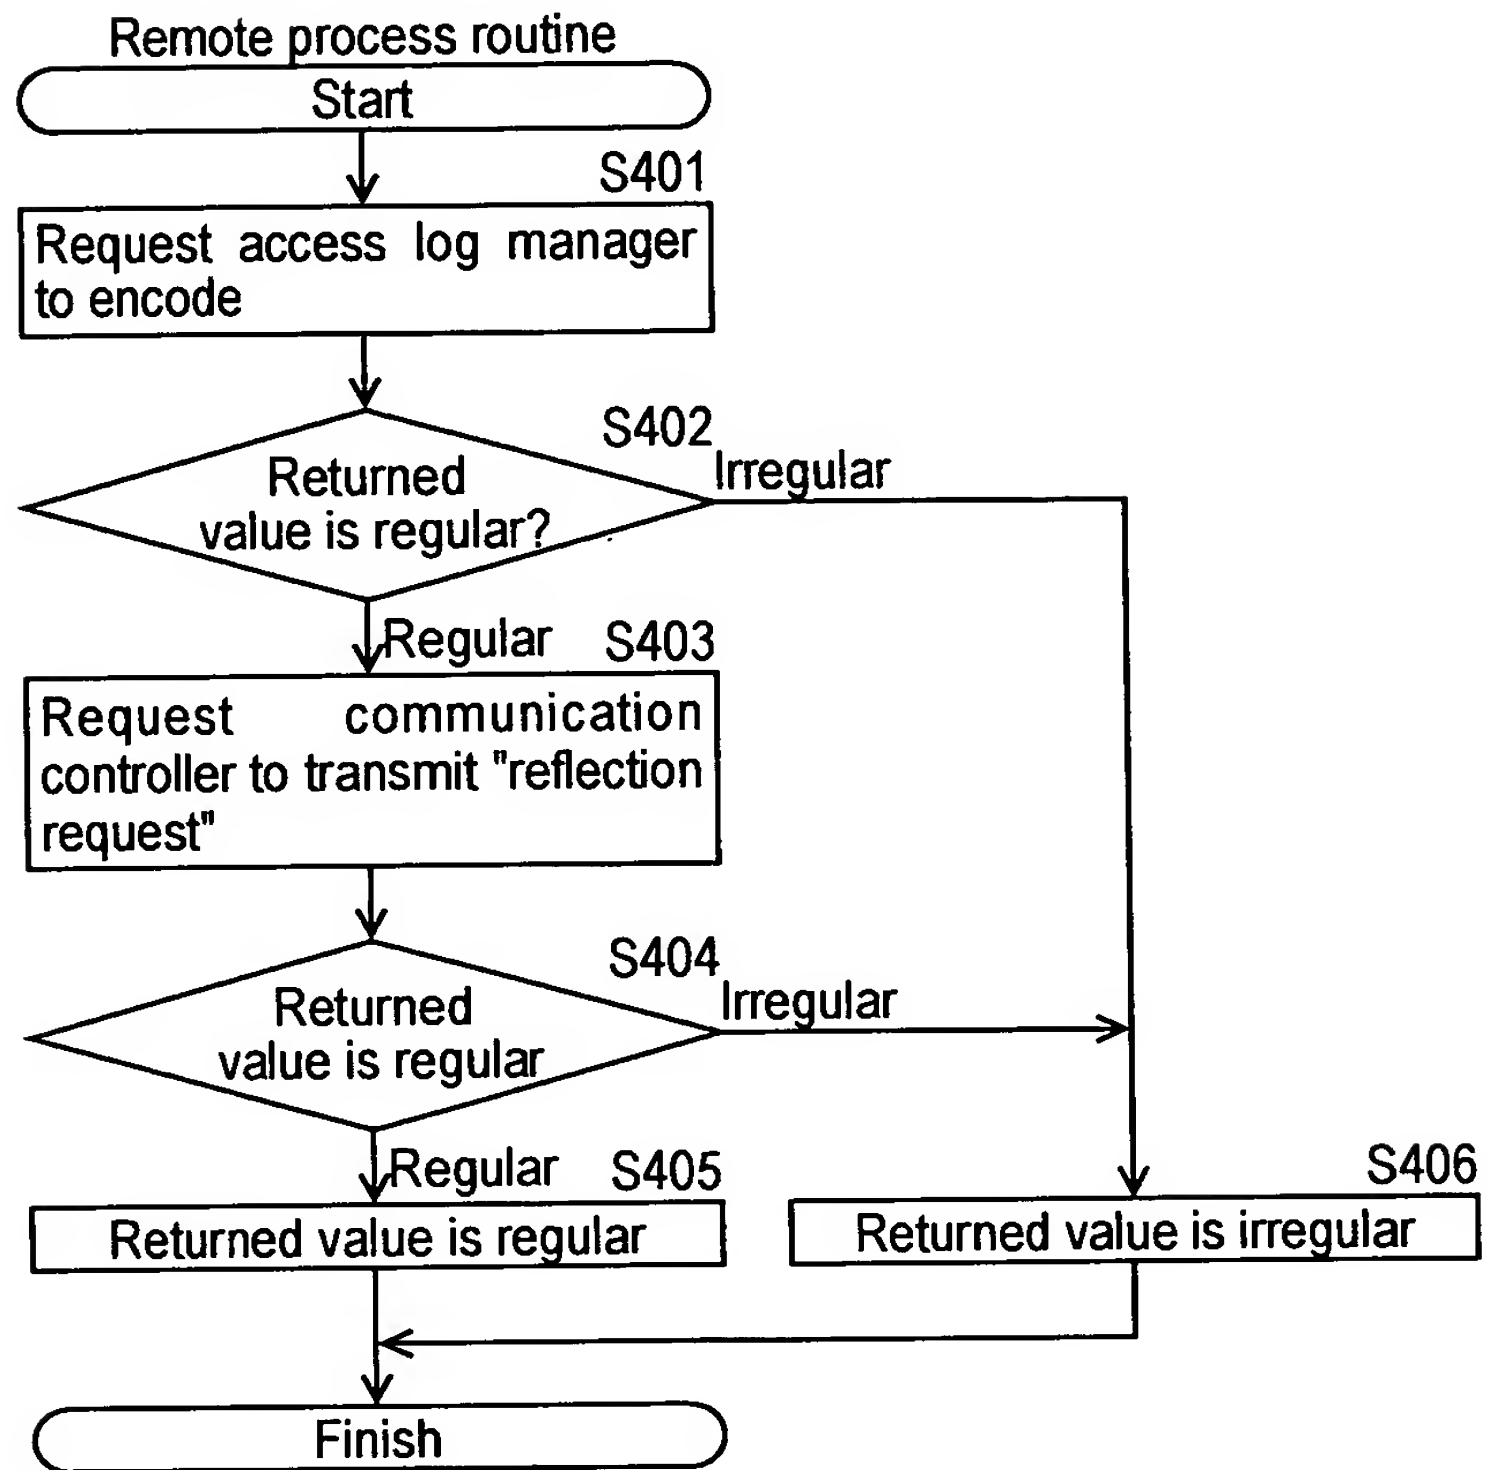 Remote process routine
Start
S401
Request access log manager
to encode
S402
Irregular
Returned
value is regular?
Regular
S403
Request communication
controller to transmit "reflection
request"
S404
Irregular
Returned
value is regular
Regular
S405
S406
Returned value is regular
Returned value is irregular
Finish